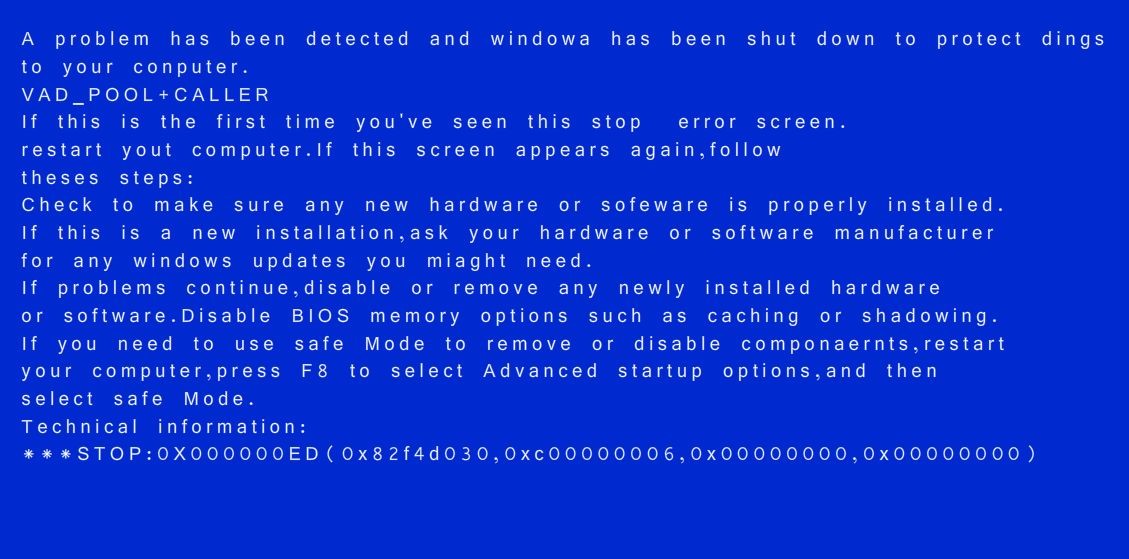 A problem has been detected and windowa has been shut down to protect dings
to your conputer.
VAD_POOL+CALLER
If this is the first time you've seen this stop error screen.
restart yout computer.If this screen appears again,follow
theses steps:
Check to make sure any new hardware or sofeware is properly installed.
If this is a new installation,ask your hardware or software manufacturer
for any windows updates you miaght need.
If problems continue,disable or remove any newly installed hardware
or software.Disable BIOS memory options such as caching or shadowing.
If you need to use safe Mode to remove or disable componaernts,restart
your computer,press F8 to select Advanced startup options,and then
select safe Mode.
Technical information:
***STOP:0X000000ED(0x82f4d030,0xc00000006,0x00000000,0x00000000)